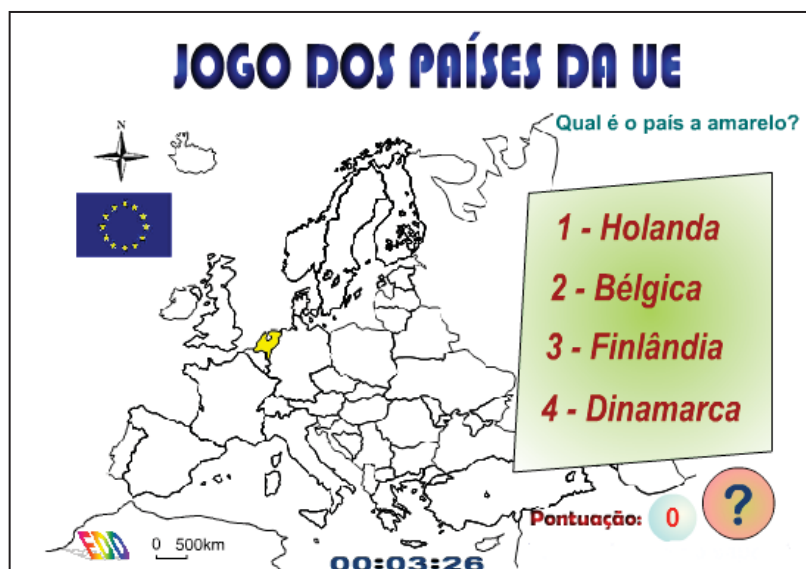 JOGO DOS PAÍSES DA UE
N
Qual é o país a amarelo?
1 - Holanda
2 - Bélgica
3 - Finlândia
4 - Dinamarca
Pontuação: 0
?
EDD
0 500km
00:03:26